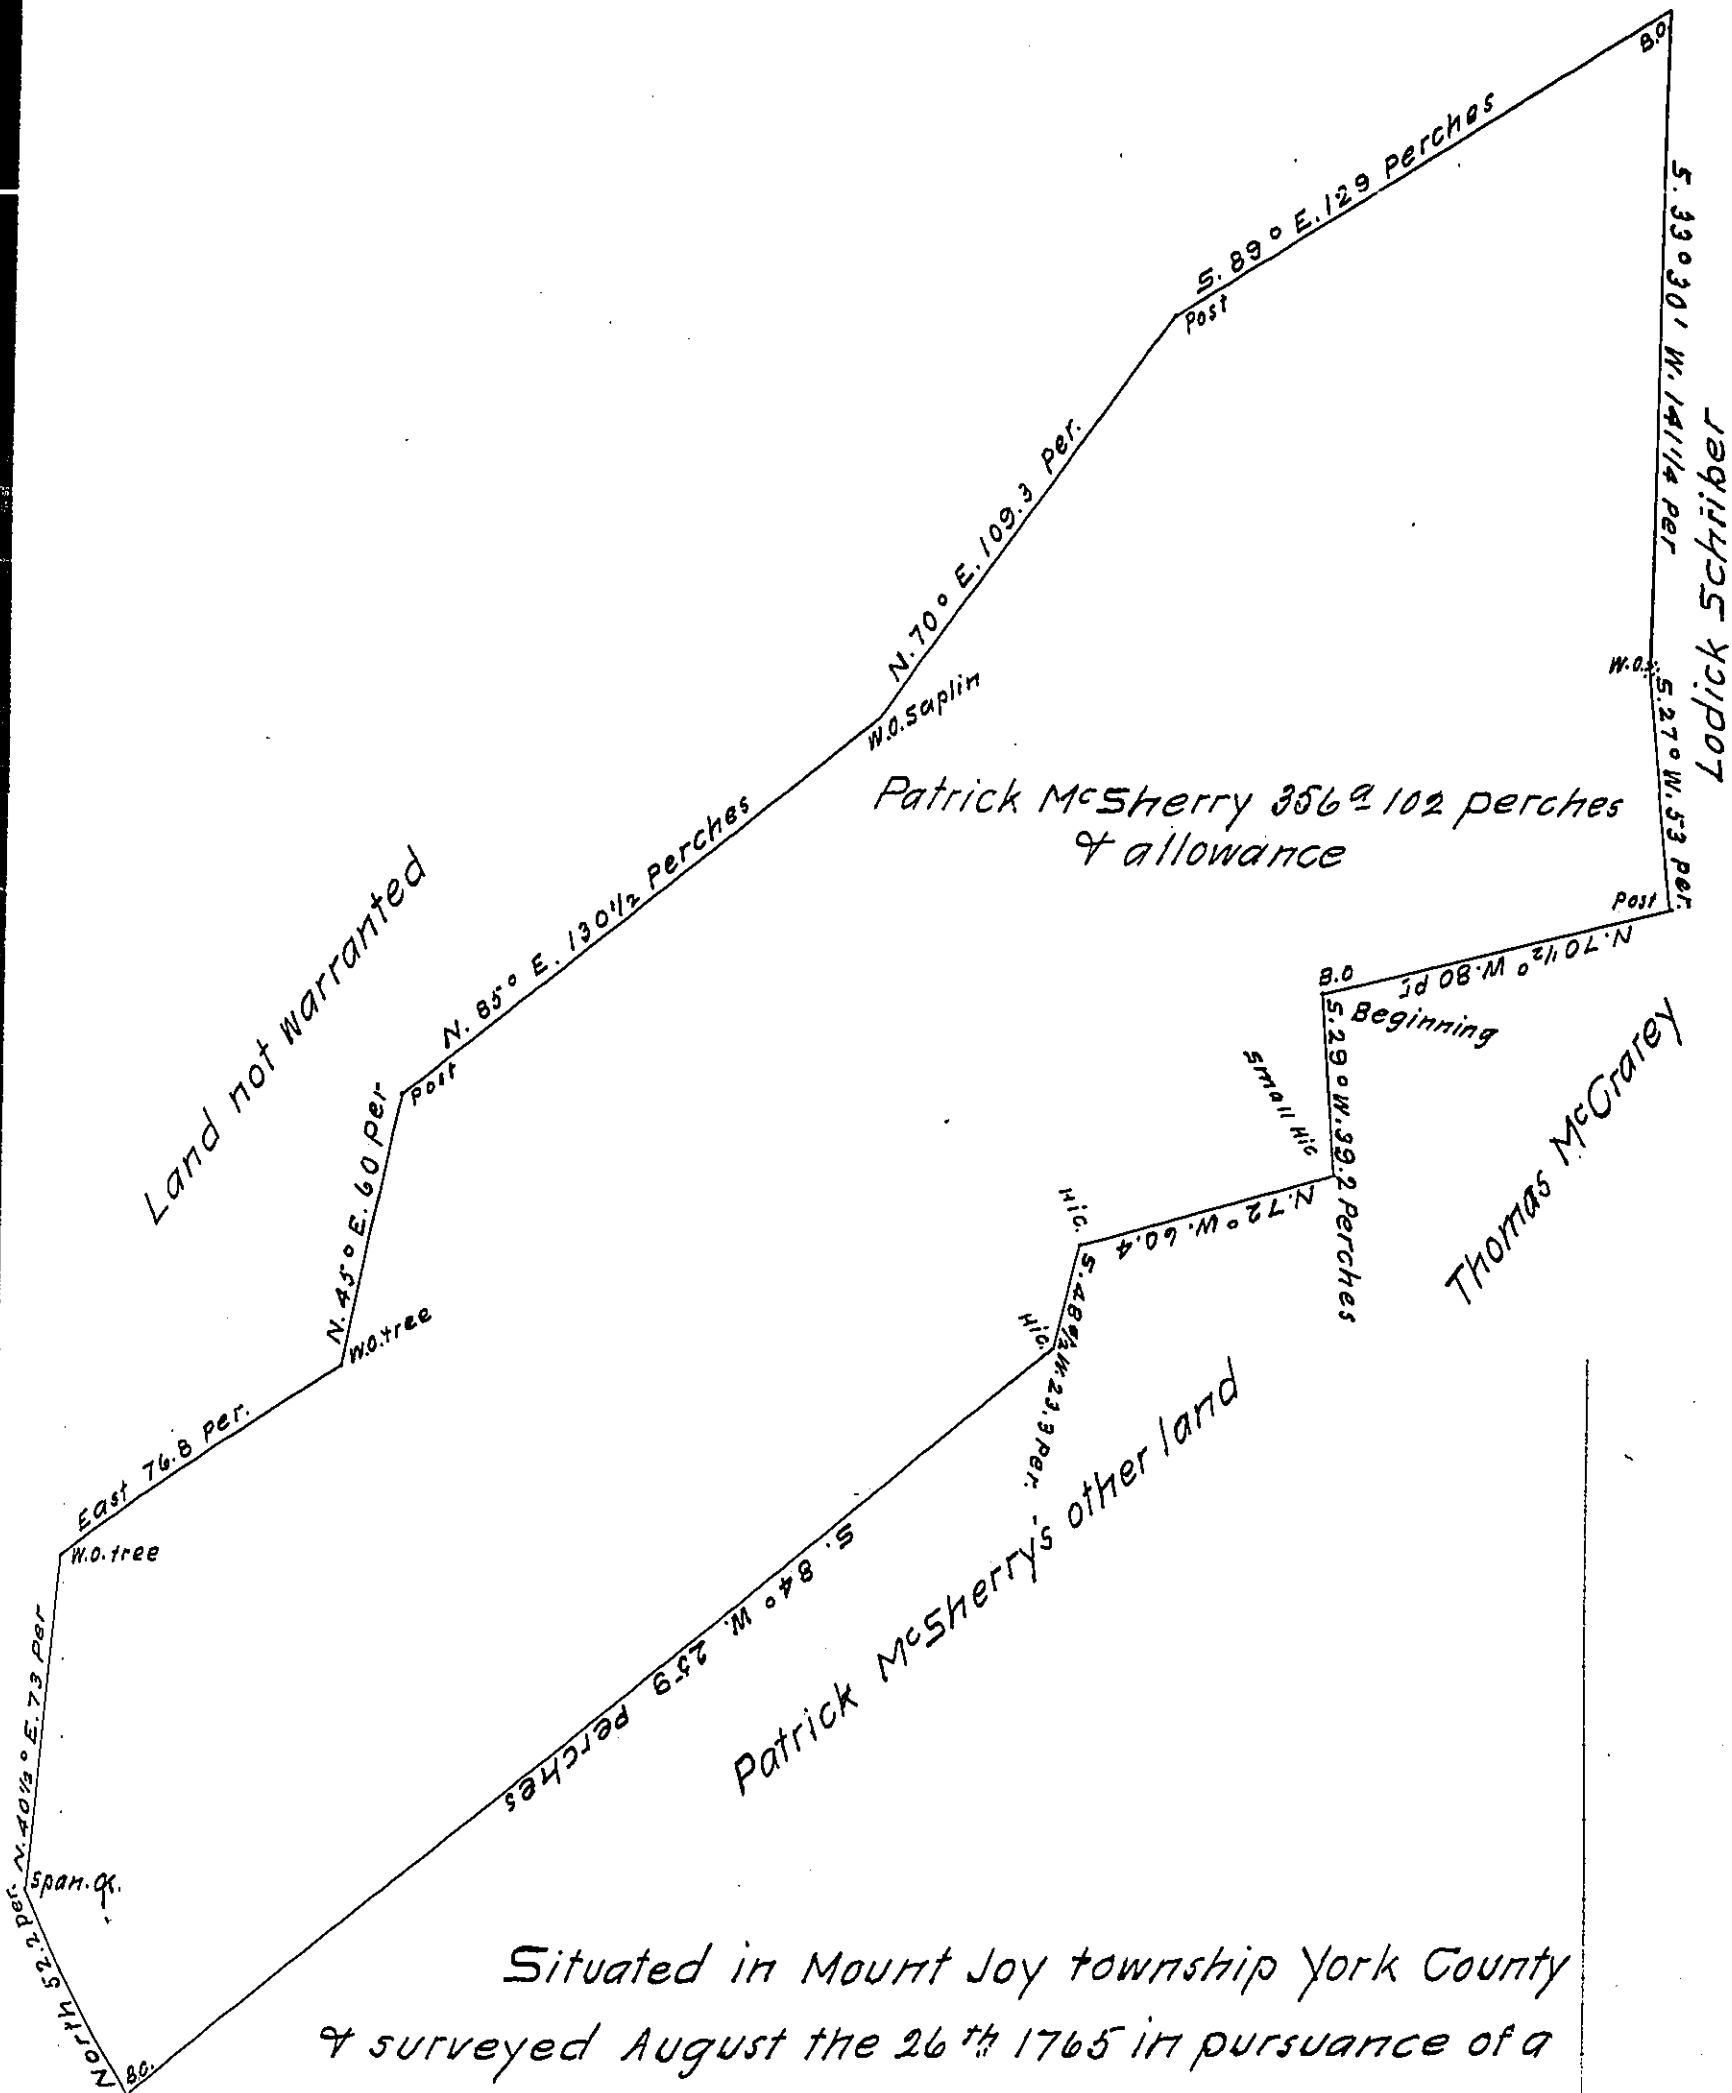 B.O.
S. 89° E. 129 Perches
Post
S. 33° 30' W. 141 1/4 per
Lodick Schriber
N. 70° E. 109.3 per.
W.O. Saplin
W.O.S.
S. 27° W. 53 per.
Patrick McSherry 356a 102 perches
& allowance
Land not warranted
N. 85° E. 130 1/2 Perches
Post
N. 70 1/2° W. 80 pr
B.O
Beginning
S. 29° W. 39.2 Perches
Small Hic
Thomas McCrarey
N. 45° E. 60 per
post
N. 72° W. 60.4
Hic.
S. 48 1/2 W 23.3 per.
Hic.
W.O. tree
East 76.8 per.
W.O. tree
Patrick McSherry's other land
S. 84° W. 259 perches
N. 40 1/2° E. 73 per
Span. ok.
North 52.2 per.
B.O.
Situated in Mount Joy township York County
& surveyed August the 26th 1765 in pursuance of a